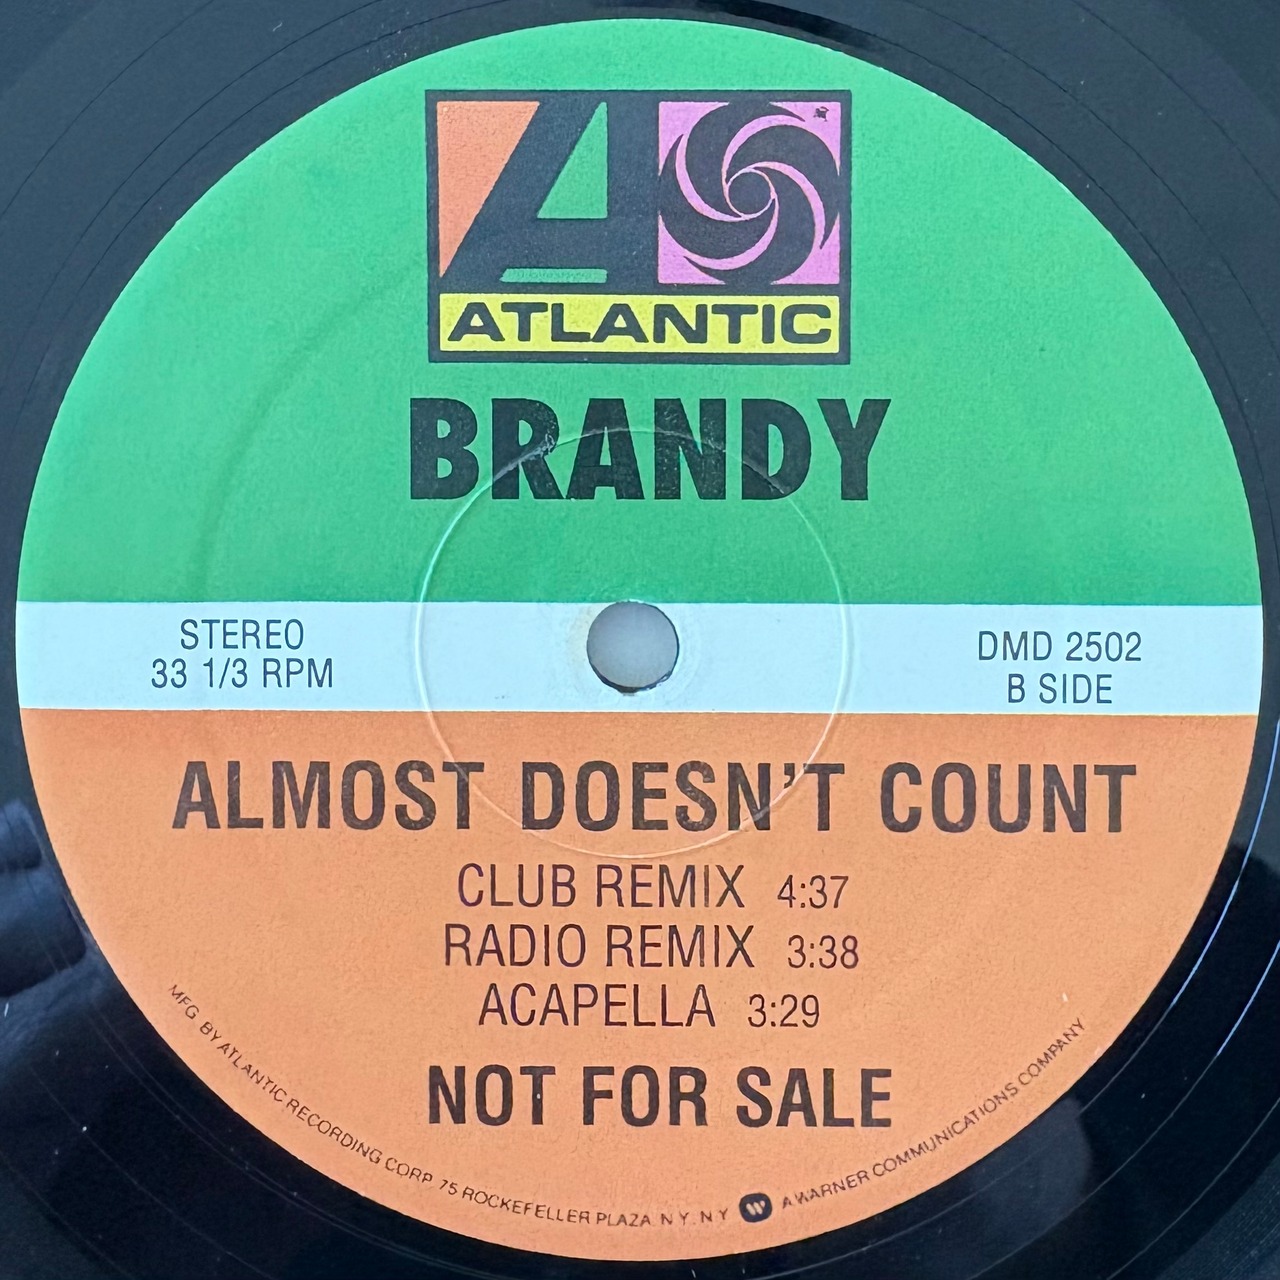 ATLANTIC
BRANDY
STEREO
33 1/3 RPM
DMD 2502
B SIDE
ALMOST DOESN'T COUNT
CLUB REMIX 4:37
RADIO REMIX 3:38
ACAPELLA 3:29
NOT FOR SALE
MFG BY ATLANTIC RECORDING CORP. 75 ROCKEFELLER PLAZA. N.Y. N.Y. A WARNER COMMUNICATIONS COMPANY